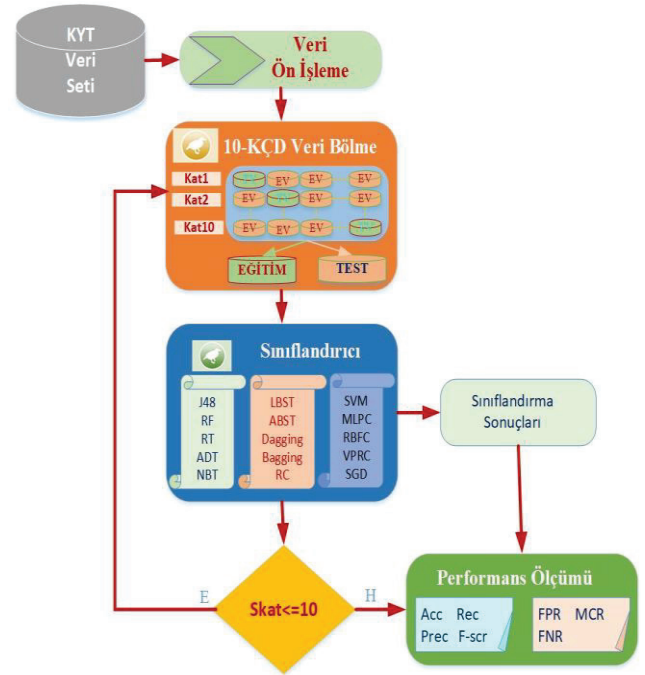 KYT
Veri
Seti
Veri
Ön İşleme
10-KÇD Veri Bölme
Kat1
EV EV EV
Kat2
EV EV EV
Kat10
EV EV EV
EĞİTİM
TEST
Sınıflandırıcı
J48
RF
RT
ADT
NBT
LBST
ABST
Dagging
Bagging
RC
SVM
MLPC
RBFC
VPRC
SGD
Sınıflandırma
Sonuçları
E
Skat<=10
H
Performans Ölçümü
Acc Rec
Prec F-scr
FPR MCR
FNR